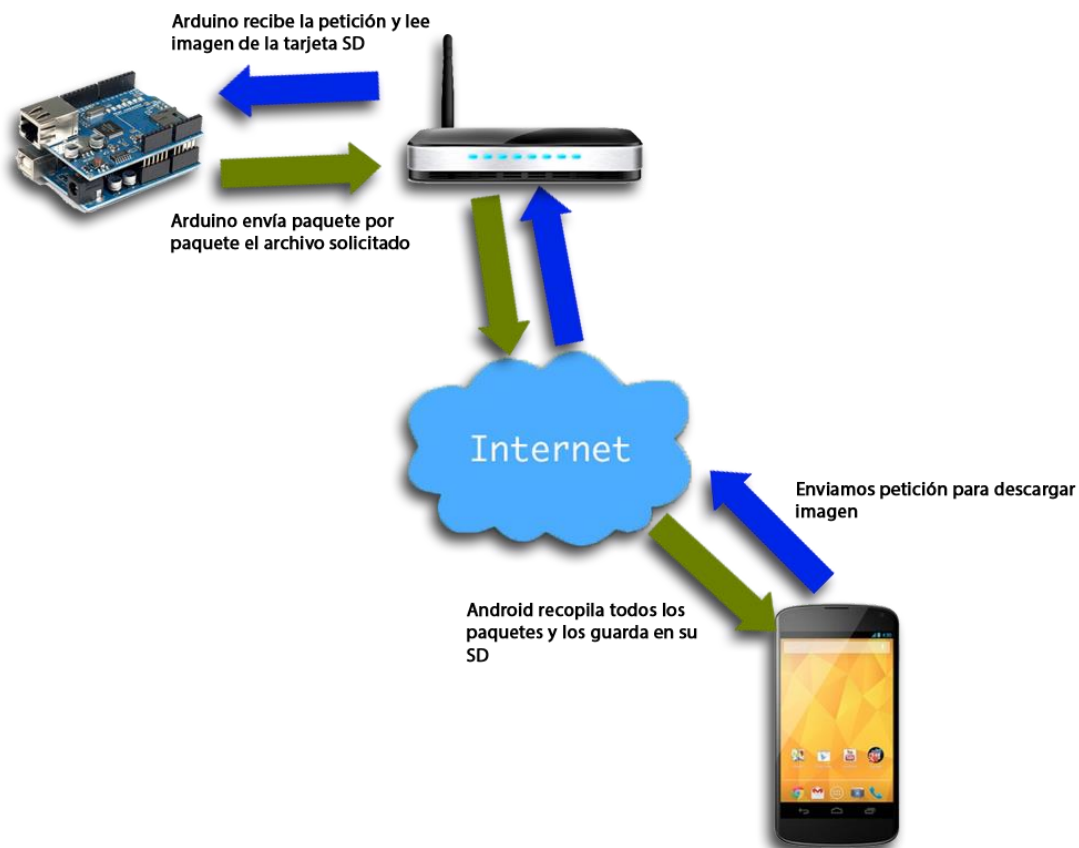 Arduino recibe la petición y lee
imagen de la tarjeta SD
Arduino envía paquete por
paquete el archivo solicitado
Internet
Enviamos petición para descargar
imagen
Android recopila todos los
paquetes y los guarda en su
SD